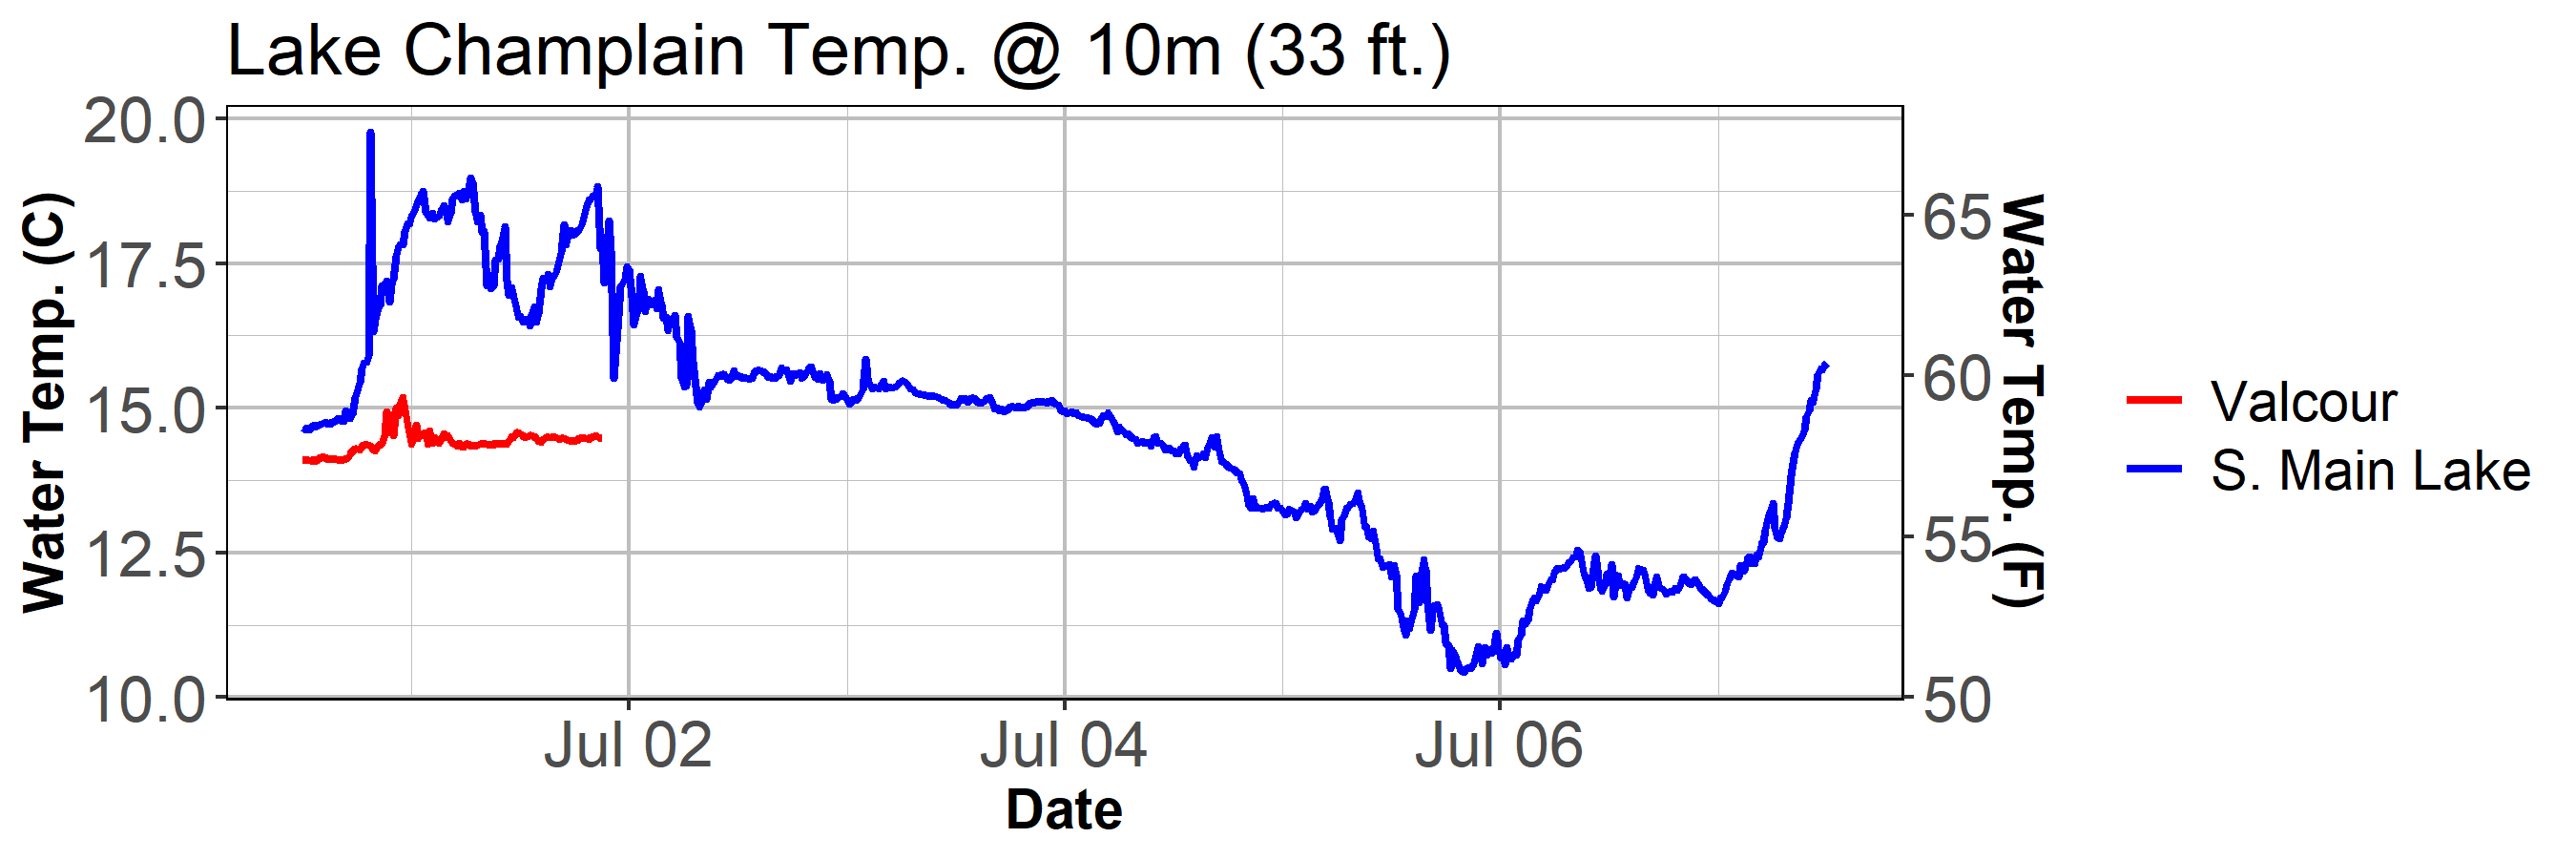 Lake Champlain Temp. @ 10m (33 ft.)
Water Temp. (C)
20.0
17.5
15.0
12.5
10.0
Jul 02
Jul 04
Jul 06
Date
65
60
55
50
Water Temp. (F)
Valcour
S. Main Lake